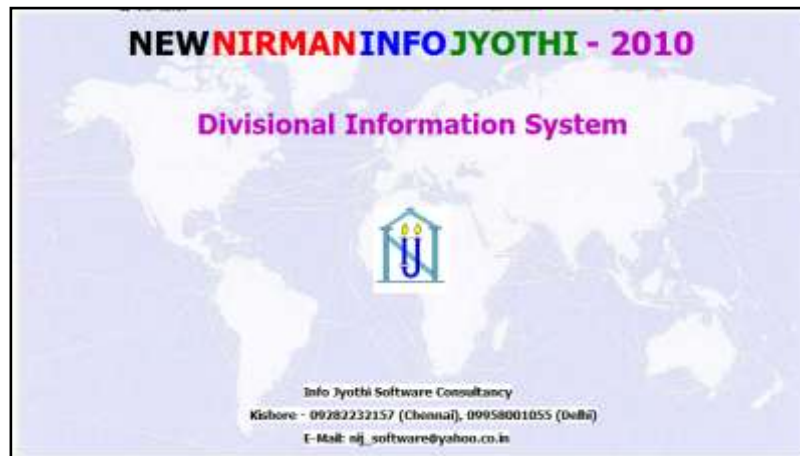 NEWNIRMANINFOJYOTHI - 2010
Divisional Information System
NIJ
Info Jyothi Software Consultancy
Kishore - 09282232157 (Chennai), 09958001055 (Delhi)
E-Mail: nij_software@yahoo.co.in